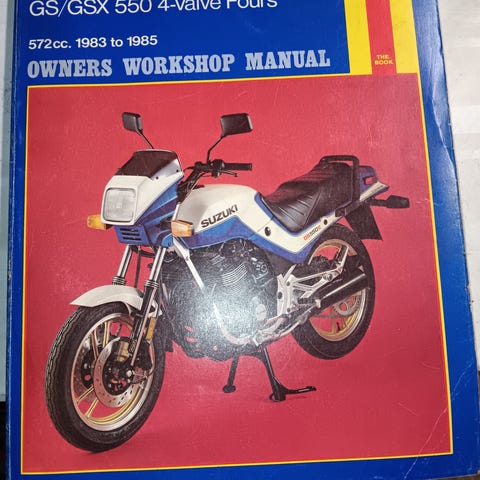 GS/GSX 550 4-valve Fours
572cc. 1983 to 1985
THE
BOOK
OWNERS WORKSHOP MANUAL
SUZUKI